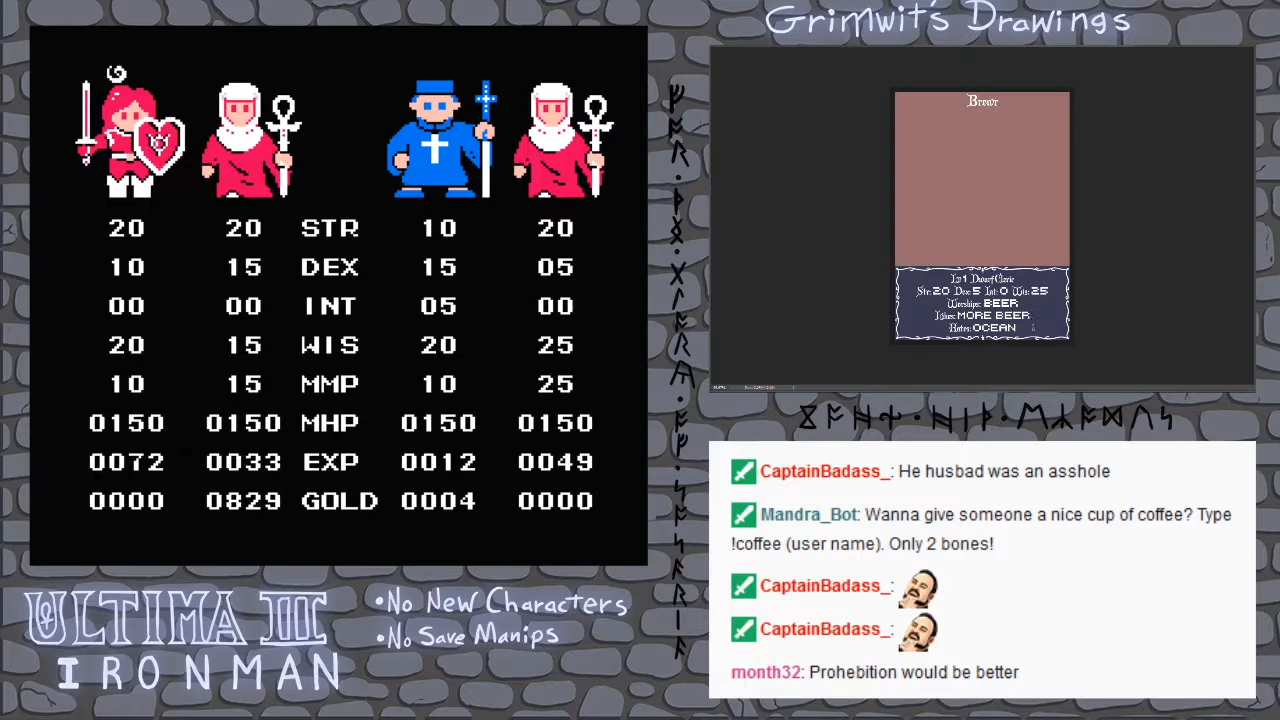 Grimwit's Drawings
20 20 STR 10 20
10 15 DEX 15 05
00 00 INT 05 00
20 15 WIS 20 25
10 15 MMP 10 25
0150 0150 MHP 0150 0150
0072 0033 EXP 0012 0049
0000 0829 GOLD 0004 0000
Brewr
Lv 1 Dwarf Cleric
Str: 20 Dex: 5 Int: 0 Wis: 25
Worships: BEER
Likes: MORE BEER
Hates: OCEAN
CaptainBadass_: He husbad was an asshole
Mandra_Bot: Wanna give someone a nice cup of coffee? Type
!coffee (user name). Only 2 bones!
CaptainBadass_:
CaptainBadass_:
month32: Prohebition would be better
ULTIMA III
IRONMAN
•No New Characters
•No Save Manips